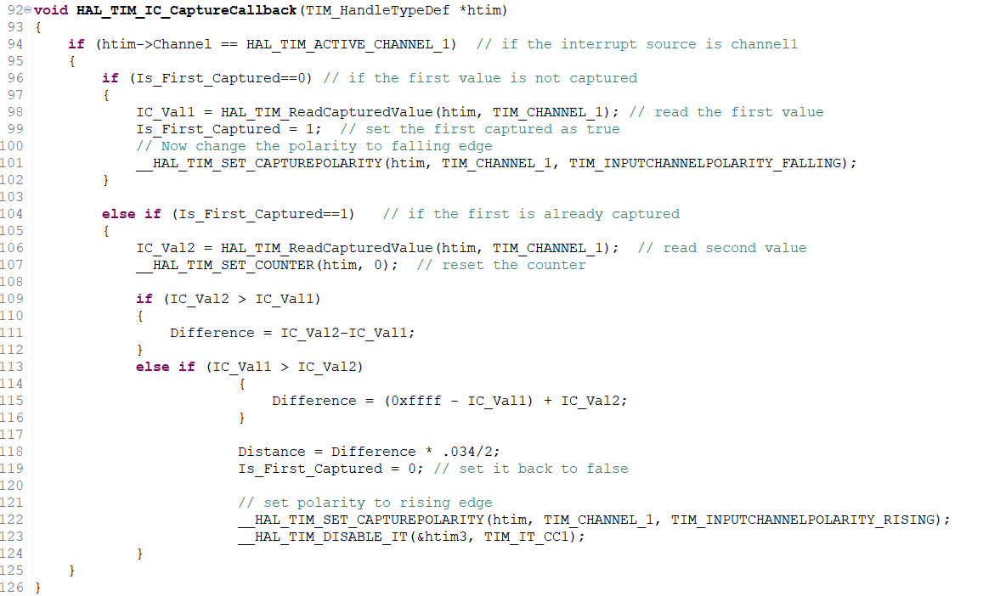 92 void HAL_TIM_IC_CaptureCallback(TIM_HandleTypeDef *htim)
93 {
94     if (htim->Channel == HAL_TIM_ACTIVE_CHANNEL_1)  // if the interrupt source is channel1
95     {
96         if (Is_First_Captured==0) // if the first value is not captured
97         {
98             IC_Val1 = HAL_TIM_ReadCapturedValue(htim, TIM_CHANNEL_1); // read the first value
99             Is_First_Captured = 1;  // set the first captured as true
100             // Now change the polarity to falling edge
101             __HAL_TIM_SET_CAPTUREPOLARITY(htim, TIM_CHANNEL_1, TIM_INPUTCHANNELPOLARITY_FALLING);
102         }
103
104         else if (Is_First_Captured==1)   // if the first is already captured
105         {
106             IC_Val2 = HAL_TIM_ReadCapturedValue(htim, TIM_CHANNEL_1);  // read second value
107             __HAL_TIM_SET_COUNTER(htim, 0);  // reset the counter
108
109             if (IC_Val2 > IC_Val1)
110             {
111                 Difference = IC_Val2-IC_Val1;
112             }
113             else if (IC_Val1 > IC_Val2)
114                         {
115                             Difference = (0xffff - IC_Val1) + IC_Val2;
116                         }
117
118                         Distance = Difference * .034/2;
119                         Is_First_Captured = 0; // set it back to false
120
121                         // set polarity to rising edge
122                         __HAL_TIM_SET_CAPTUREPOLARITY(htim, TIM_CHANNEL_1, TIM_INPUTCHANNELPOLARITY_RISING);
123                         __HAL_TIM_DISABLE_IT(&htim3, TIM_IT_CC1);
124             }
125     }
126 }